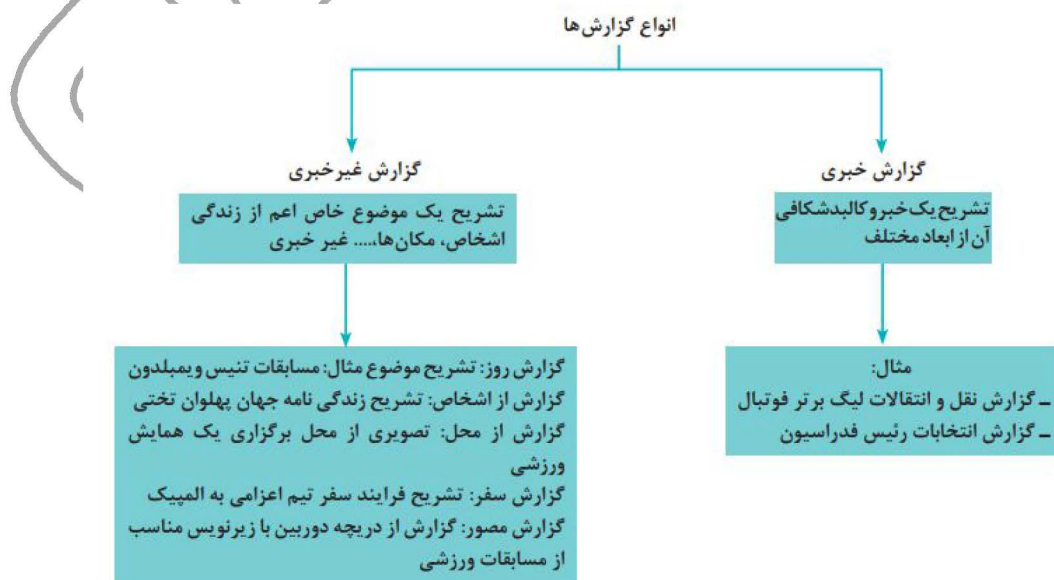 انواع گزارش‌ها
گزارش خبری
تشریح یک خبر و کالبدشکافی
آن از ابعاد مختلف
مثال:
ـ گزارش نقل و انتقالات لیگ برتر فوتبال
ـ گزارش انتخابات رئیس فدراسیون
گزارش غیرخبری
تشریح یک موضوع خاص اعم از زندگی
اشخاص، مکان‌ها،.... غیر خبری
گزارش روز: تشریح موضوع مثال: مسابقات تنیس ویمبلدون
گزارش از اشخاص: تشریح زندگی نامه جهان پهلوان تختی
گزارش از محل: تصویری از محل برگزاری یک همایش
ورزشی
گزارش سفر: تشریح فرایند سفر تیم اعزامی به المپیک
گزارش مصور: گزارش از دریچه دوربین با زیرنویس مناسب
از مسابقات ورزشی